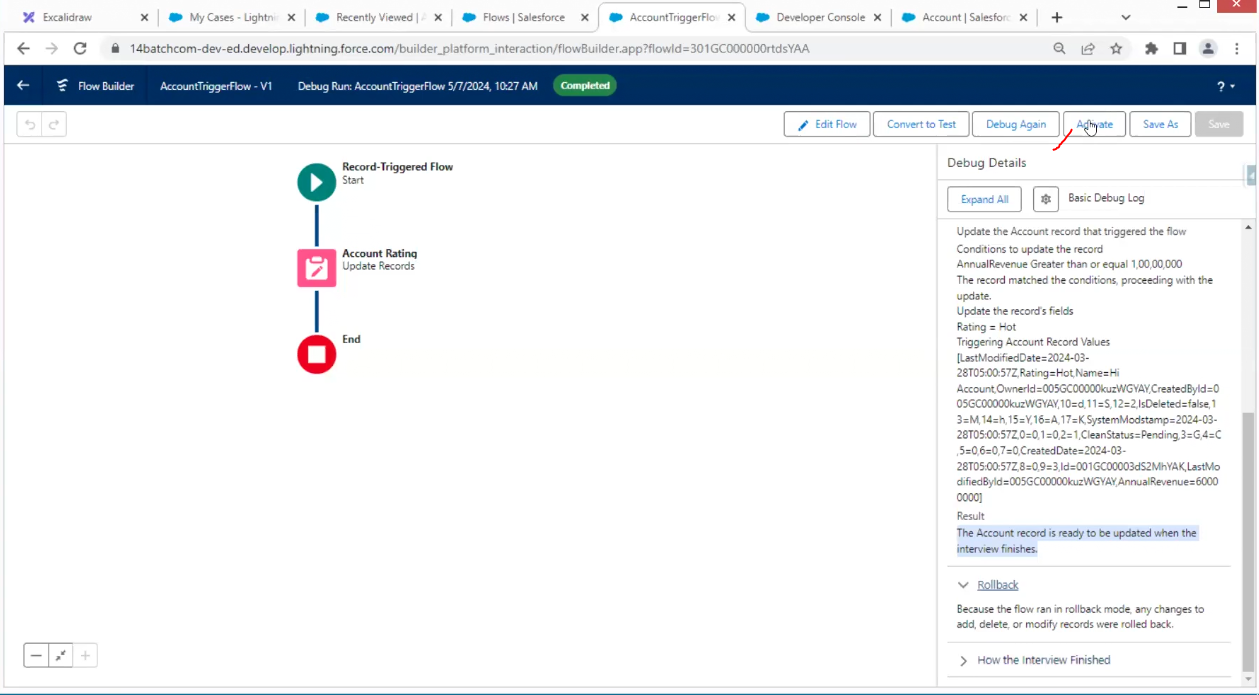 Excalidraw
My Cases - Lightni
Recently Viewed | A
Flows | Salesforce
AccountTriggerFlow
Developer Console
Account | Salesforc
14batchcom-dev-ed.develop.lightning.force.com/builder_platform_interaction/flowBuilder.app?flowId=301GC000000rtdsYAA
Flow Builder
AccountTriggerFlow - V1
Debug Run: AccountTriggerFlow 5/7/2024, 10:27 AM
Completed
?
Edit Flow
Convert to Test
Debug Again
Activate
Save As
Save
Record-Triggered Flow
Start
Account Rating
Update Records
End
Debug Details
Expand All
Basic Debug Log
Update the Account record that triggered the flow
Conditions to update the record
AnnualRevenue Greater than or equal 1,00,00,000
The record matched the conditions, proceeding with the
update.
Update the record's fields
Rating = Hot
Triggering Account Record Values
[LastModifiedDate=2024-03-
28T05:00:57Z,Rating=Hot,Name=Hi
Account,OwnerId=005GC00000kuzWGYAY,CreatedById=0
05GC00000kuzWGYAY,10=d,11=S,12=2,IsDeleted=false,1
3=M,14=h,15=Y,16=A,17=K,SystemModstamp=2024-03-
28T05:00:57Z,0=0,1=0,2=1,CleanStatus=Pending,3=G,4=C
,5=0,6=0,7=0,CreatedDate=2024-03-
28T05:00:57Z,8=0,9=3,Id=001GC00003dS2MhYAK,LastMo
difiedById=005GC00000kuzWGYAY,AnnualRevenue=6000
0000]
Result
The Account record is ready to be updated when the
interview finishes.
Rollback
Because the flow ran in rollback mode, any changes to
add, delete, or modify records were rolled back.
How the Interview Finished